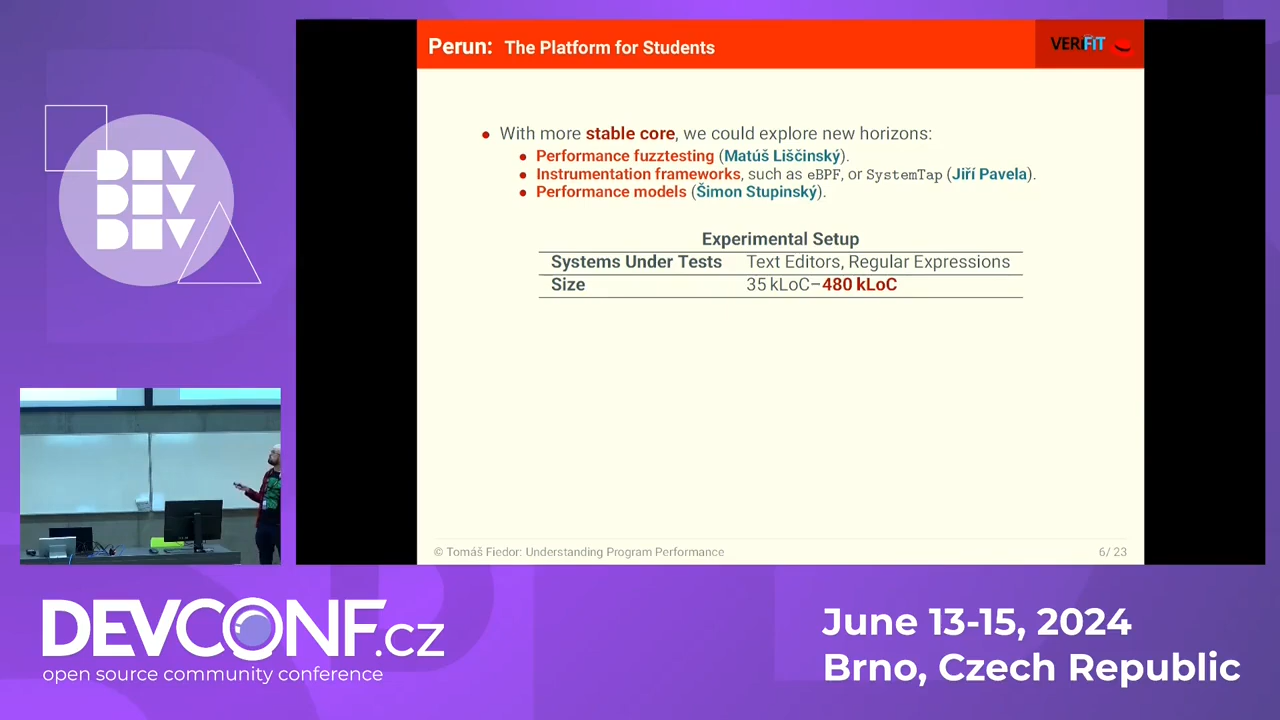 Perun: The Platform for Students
VERIFIT
DEV
DEV
DEV
• With more stable core, we could explore new horizons:
• Performance fuzztesting (Matúš Liščinský).
• Instrumentation frameworks, such as eBPF, or SystemTap (Jiří Pavela).
• Performance models (Šimon Stupinský).
Experimental Setup
Systems Under Tests Text Editors, Regular Expressions
Size 35 kLoC–480 kLoC
© Tomáš Fiedor: Understanding Program Performance
6/ 23
DEVCONF.cz
open source community conference
June 13-15, 2024
Brno, Czech Republic